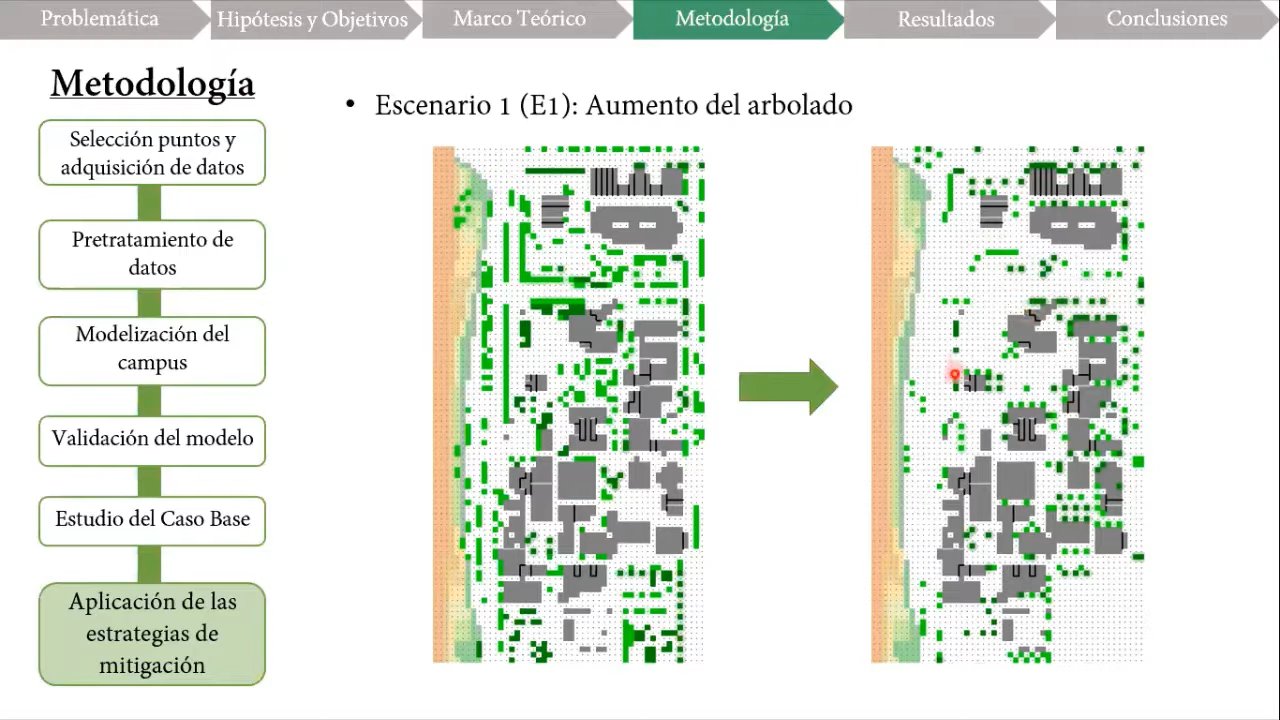 Problemática
Hipótesis y Objetivos
Marco Teórico
Metodología
Resultados
Conclusiones
Metodología
Selección puntos y
adquisición de datos
Pretratamiento de
datos
Modelización del
campus
Validación del modelo
Estudio del Caso Base
Aplicación de las
estrategias de
mitigación
• Escenario 1 (E1): Aumento del arbolado